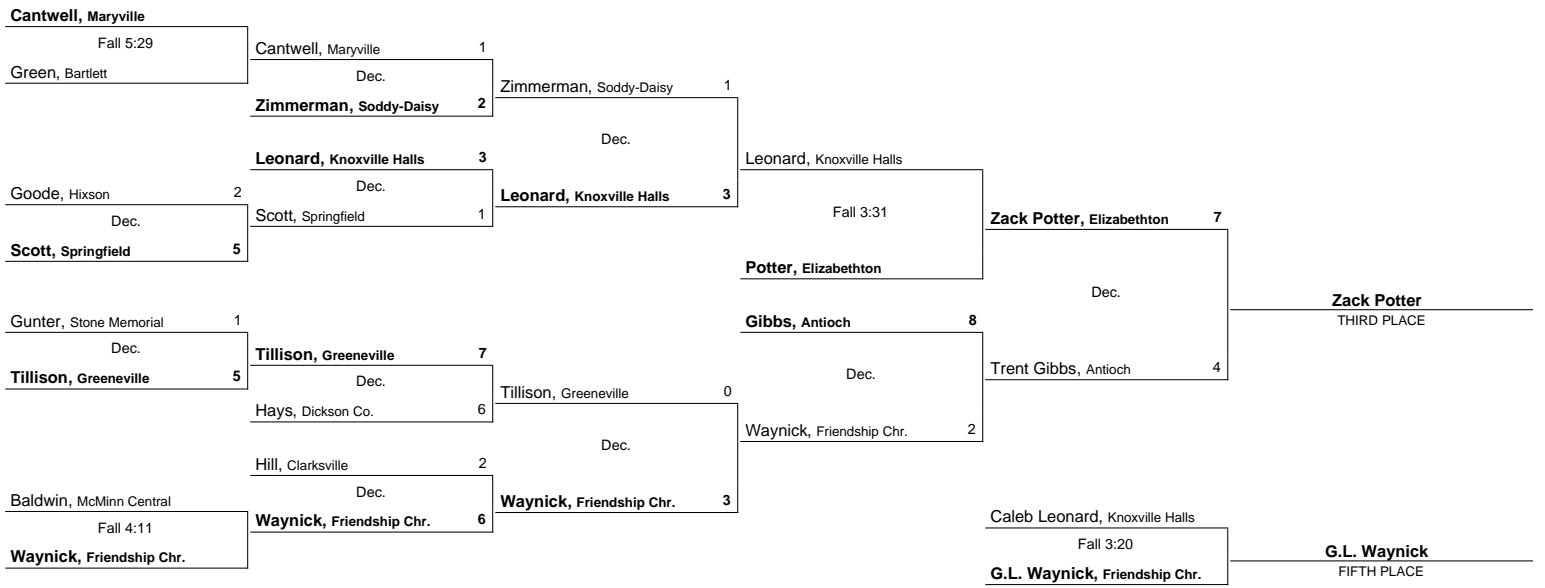 Cantwell, Maryville
Fall 5:29
Green, Bartlett
Cantwell, Maryville 1
Dec.
Zimmerman, Soddy-Daisy 2
Leonard, Knoxville Halls 3
Dec.
Scott, Springfield 1
Goode, Hixson 2
Dec.
Scott, Springfield 5
Zimmerman, Soddy-Daisy 1
Dec.
Leonard, Knoxville Halls 3
Leonard, Knoxville Halls
Fall 3:31
Potter, Elizabethton
Zack Potter, Elizabethton 7
Dec.
Trent Gibbs, Antioch 4
Zack Potter
THIRD PLACE
Gunter, Stone Memorial 1
Dec.
Tillison, Greeneville 5
Tillison, Greeneville 7
Dec.
Hays, Dickson Co. 6
Hill, Clarksville 2
Dec.
Waynick, Friendship Chr. 6
Baldwin, McMinn Central
Fall 4:11
Waynick, Friendship Chr.
Tillison, Greeneville 0
Dec.
Waynick, Friendship Chr. 3
Gibbs, Antioch 8
Dec.
Waynick, Friendship Chr. 2
Caleb Leonard, Knoxville Halls
Fall 3:20
G.L. Waynick, Friendship Chr.
G.L. Waynick
FIFTH PLACE